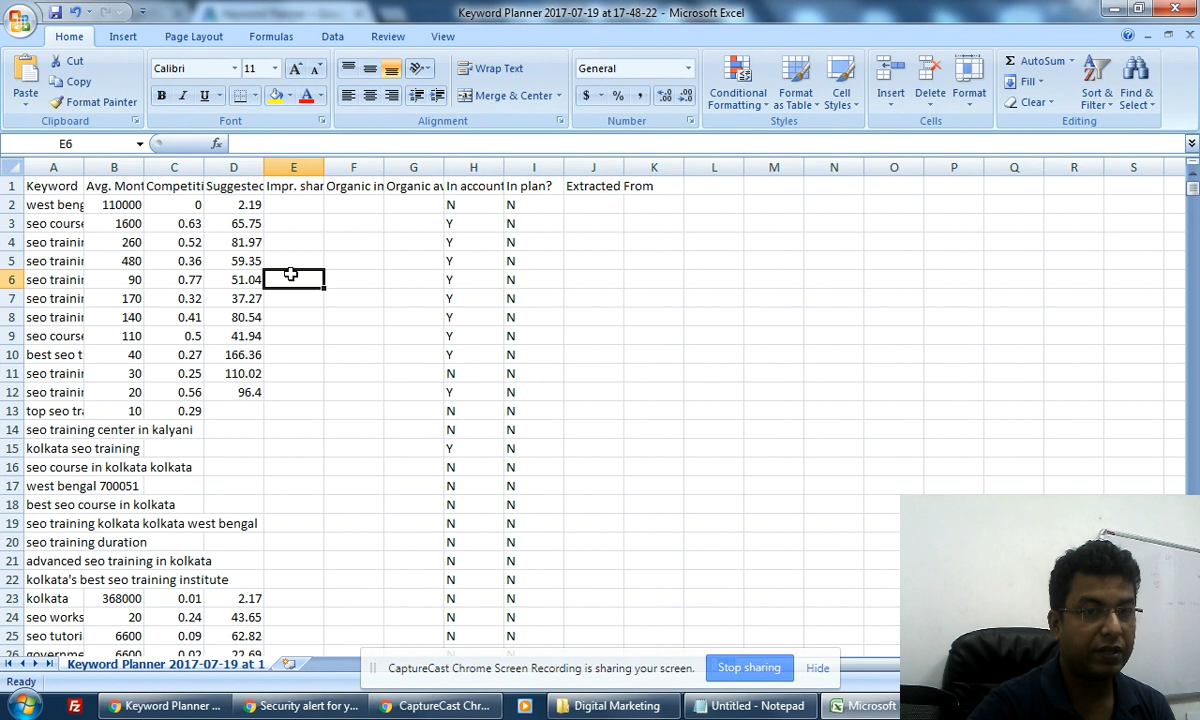 Keyword Planner 2017-07-19 at 17-48-22 - Microsoft Excel
Home Insert Page Layout Formulas Data Review View
Cut
Copy
Format Painter
Paste
Calibri 11
B I U
Wrap Text
Merge & Center
General
$ % ,
Conditional Formatting
Format as Table
Cell Styles
Insert
Delete
Format
AutoSum
Fill
Clear
Sort & Filter
Find & Select
Clipboard Font Alignment Number Styles Cells Editing
E6 fx
A B C D E F G H I J K L M N O P Q R S
1 Keyword Avg. Mont Competiti Suggested Impr. shar Organic in Organic av In account In plan? Extracted From
2 west beng 110000 0 2.19 N N
3 seo course 1600 0.63 65.75 Y N
4 seo trainin 260 0.52 81.97 Y N
5 seo trainin 480 0.36 59.35 Y N
6 seo trainin 90 0.77 51.04 Y N
7 seo trainin 170 0.32 37.27 Y N
8 seo trainin 140 0.41 80.54 Y N
9 seo course 110 0.5 41.94 Y N
10 best seo t 40 0.27 166.36 Y N
11 seo trainin 30 0.25 110.02 N N
12 seo trainin 20 0.56 96.4 Y N
13 top seo tra 10 0.29 N N
14 seo training center in kalyani N N
15 kolkata seo training Y N
16 seo course in kolkata kolkata N N
17 west bengal 700051 N N
18 best seo course in kolkata N N
19 seo training kolkata kolkata west bengal N N
20 seo training duration N N
21 advanced seo training in kolkata N N
22 kolkata's best seo training institute N N
23 kolkata 368000 0.01 2.17 N N
24 seo works 20 0.24 43.65 N N
25 seo tutori 6600 0.09 62.82 N N
26 governme 6600 0.02 22.69 N N
Keyword Planner 2017-07-19 at 1
CaptureCast Chrome Screen Recording is sharing your screen. Stop sharing Hide
Ready
Keyword Planner ... Security alert for y... CaptureCast Chr... Digital Marketing Untitled - Notepad Microsoft